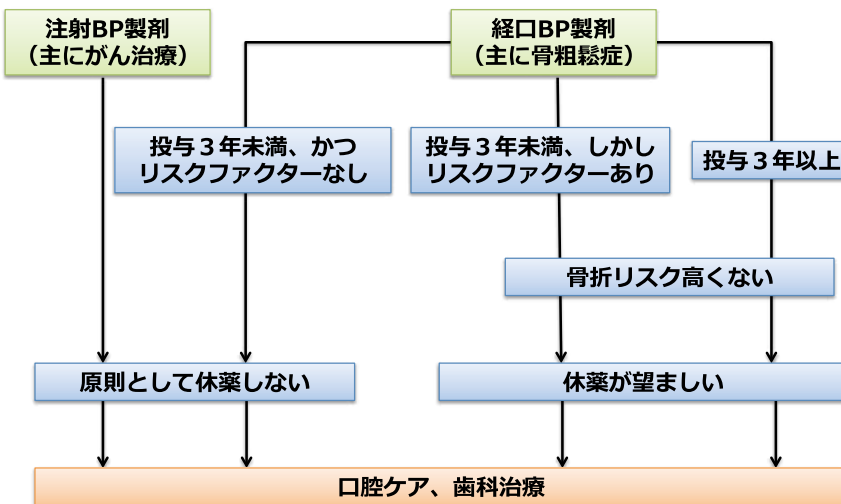 注射BP製剤
（主にがん治療）
経口BP製剤
（主に骨粗鬆症）
投与３年未満、かつ
リスクファクターなし
投与３年未満、しかし
リスクファクターあり
投与３年以上
骨折リスク高くない
原則として休薬しない
休薬が望ましい
口腔ケア、歯科治療